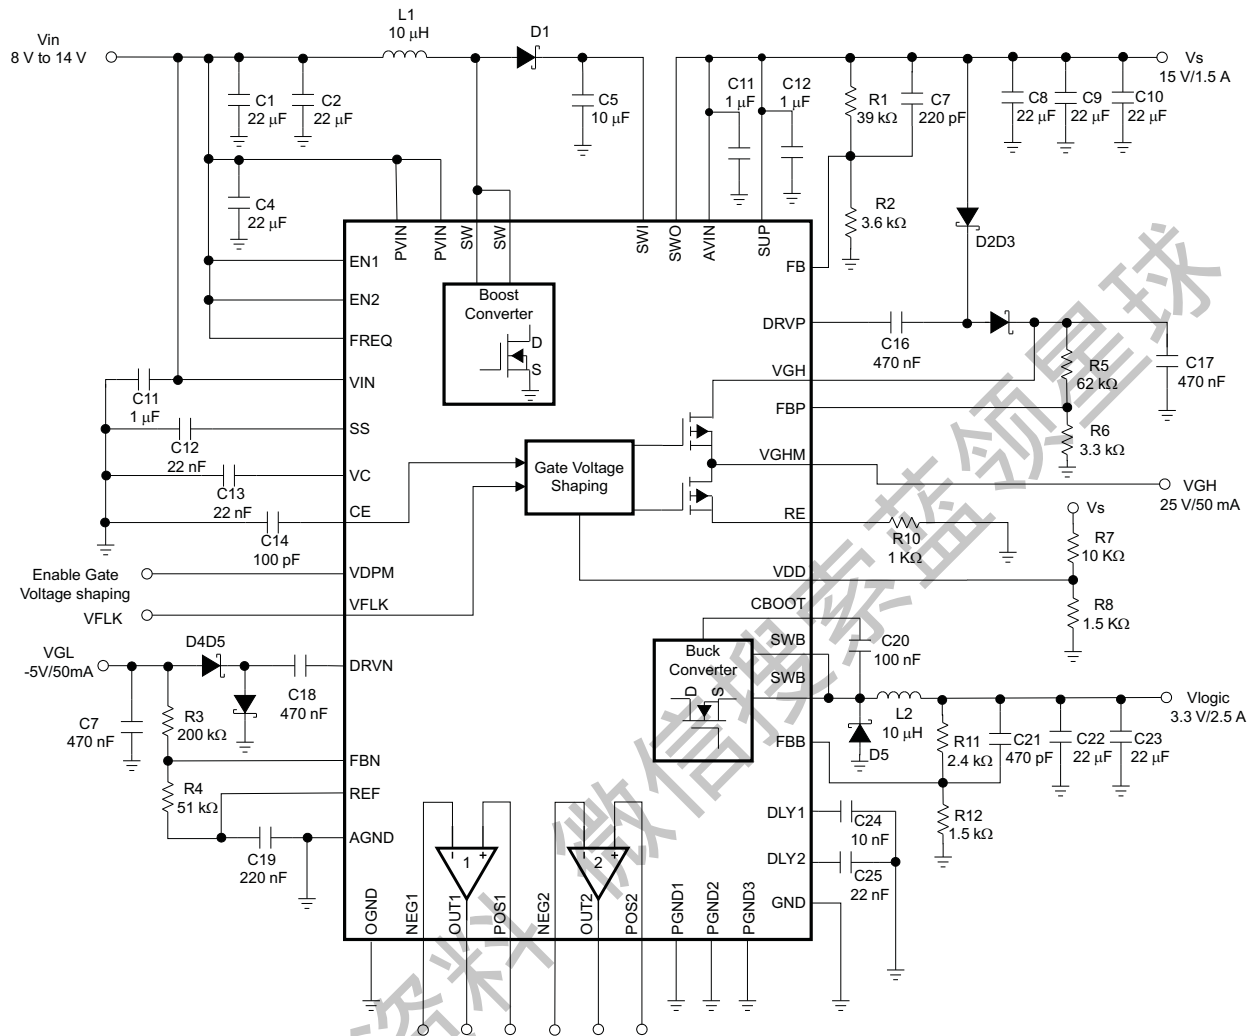 Vin
8 V to 14 V
L1
10 μH
D1
C1
22 μF
C2
22 μF
C5
10 μF
C11
1 μF
C12
1 μF
R1
39 kΩ
C7
220 pF
C8
22 μF
C9
22 μF
C10
22 μF
Vs
15 V/1.5 A
C4
22 μF
R2
3.6 kΩ
D2D3
PVIN
PVIN
SW
SW
SWI
SWO
AVIN
SUP
FB
EN1
EN2
FREQ
VIN
SS
VC
CE
VDPM
VFLK
DRVN
FBN
REF
AGND
Boost
Converter
D
S
DRVP
VGH
FBP
VGHM
RE
VDD
CBOOT
SWB
SWB
FBB
DLY1
DLY2
GND
C16
470 nF
R5
62 kΩ
C17
470 nF
R6
3.3 kΩ
VGH
25 V/50 mA
C11
1 μF
C12
22 nF
C13
22 nF
C14
100 pF
Gate Voltage
Shaping
R10
1 KΩ
Vs
R7
10 KΩ
R8
1.5 KΩ
Enable Gate
Voltage shaping
VFLK
VGL
-5V/50mA
D4D5
C18
470 nF
C7
470 nF
R3
200 kΩ
R4
51 kΩ
C19
220 nF
Buck
Converter
D
S
C20
100 nF
L2
10 μH
D5
Vlogic
3.3 V/2.5 A
R11
2.4 kΩ
C21
470 pF
C22
22 μF
C23
22 μF
R12
1.5 kΩ
C24
10 nF
C25
22 nF
-
+
1
-
+
2
OGND
NEG1
OUT1
POS1
NEG2
OUT2
POS2
PGND1
PGND2
PGND3
资料 微信搜索蓝领星球